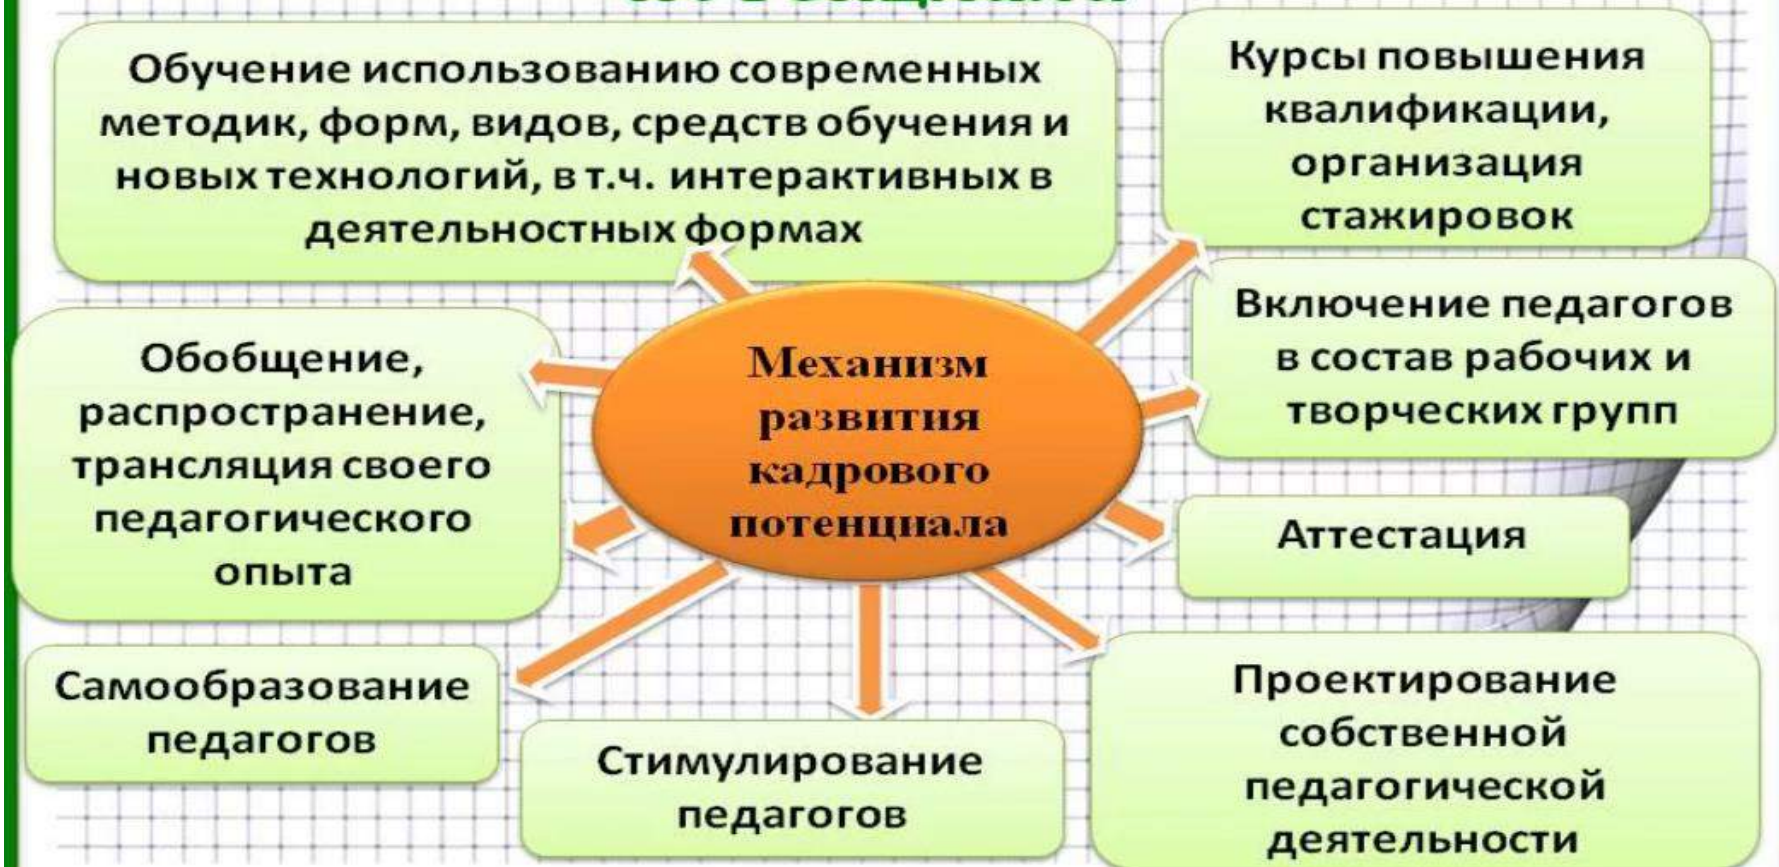 Обучение использованию современных
методик, форм, видов, средств обучения и
новых технологий, в т.ч. интерактивных в
деятельностных формах
Курсы повышения
квалификации,
организация
стажировок
Обобщение,
распространение,
трансляция своего
педагогического
опыта
Механизм
развития
кадрового
потенциала
Включение педагогов
в состав рабочих и
творческих групп
Аттестация
Самообразование
педагогов
Стимулирование
педагогов
Проектирование
собственной
педагогической
деятельности